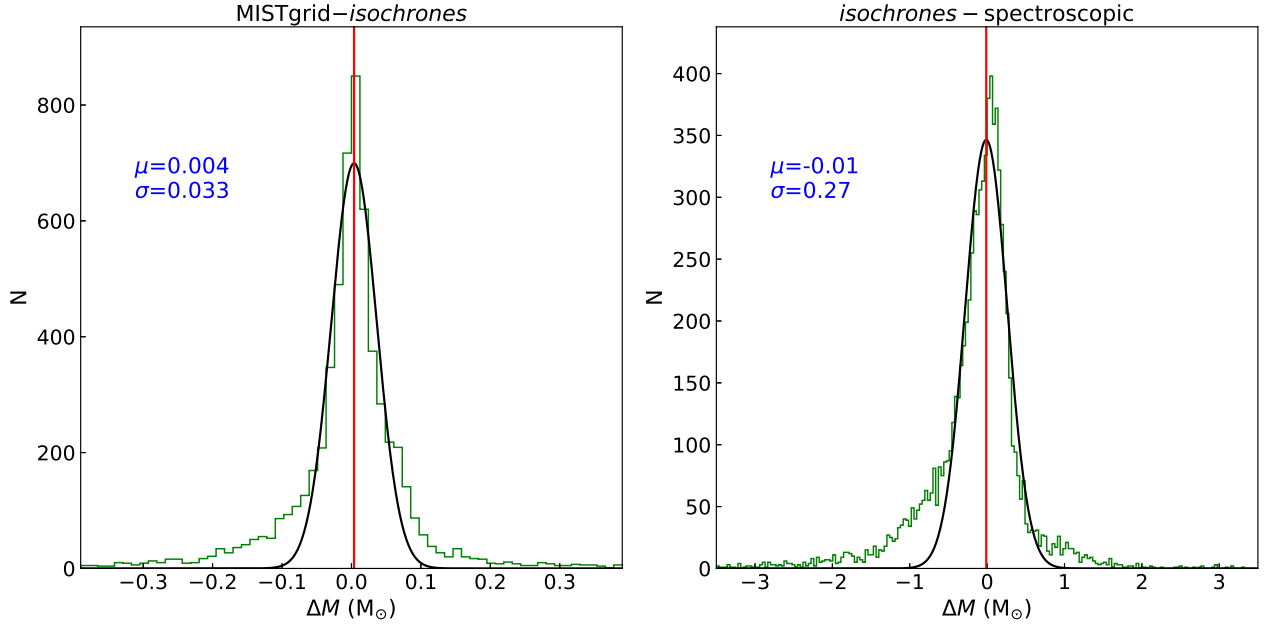 MISTgrid−isochrones
μ=0.004
σ=0.033
N
800
600
400
200
0
−0.3 −0.2 −0.1 0.0 0.1 0.2 0.3
ΔM (M⊙)
isochrones − spectroscopic
μ=-0.01
σ=0.27
N
400
350
300
250
200
150
100
50
0
−3 −2 −1 0 1 2 3
ΔM (M⊙)